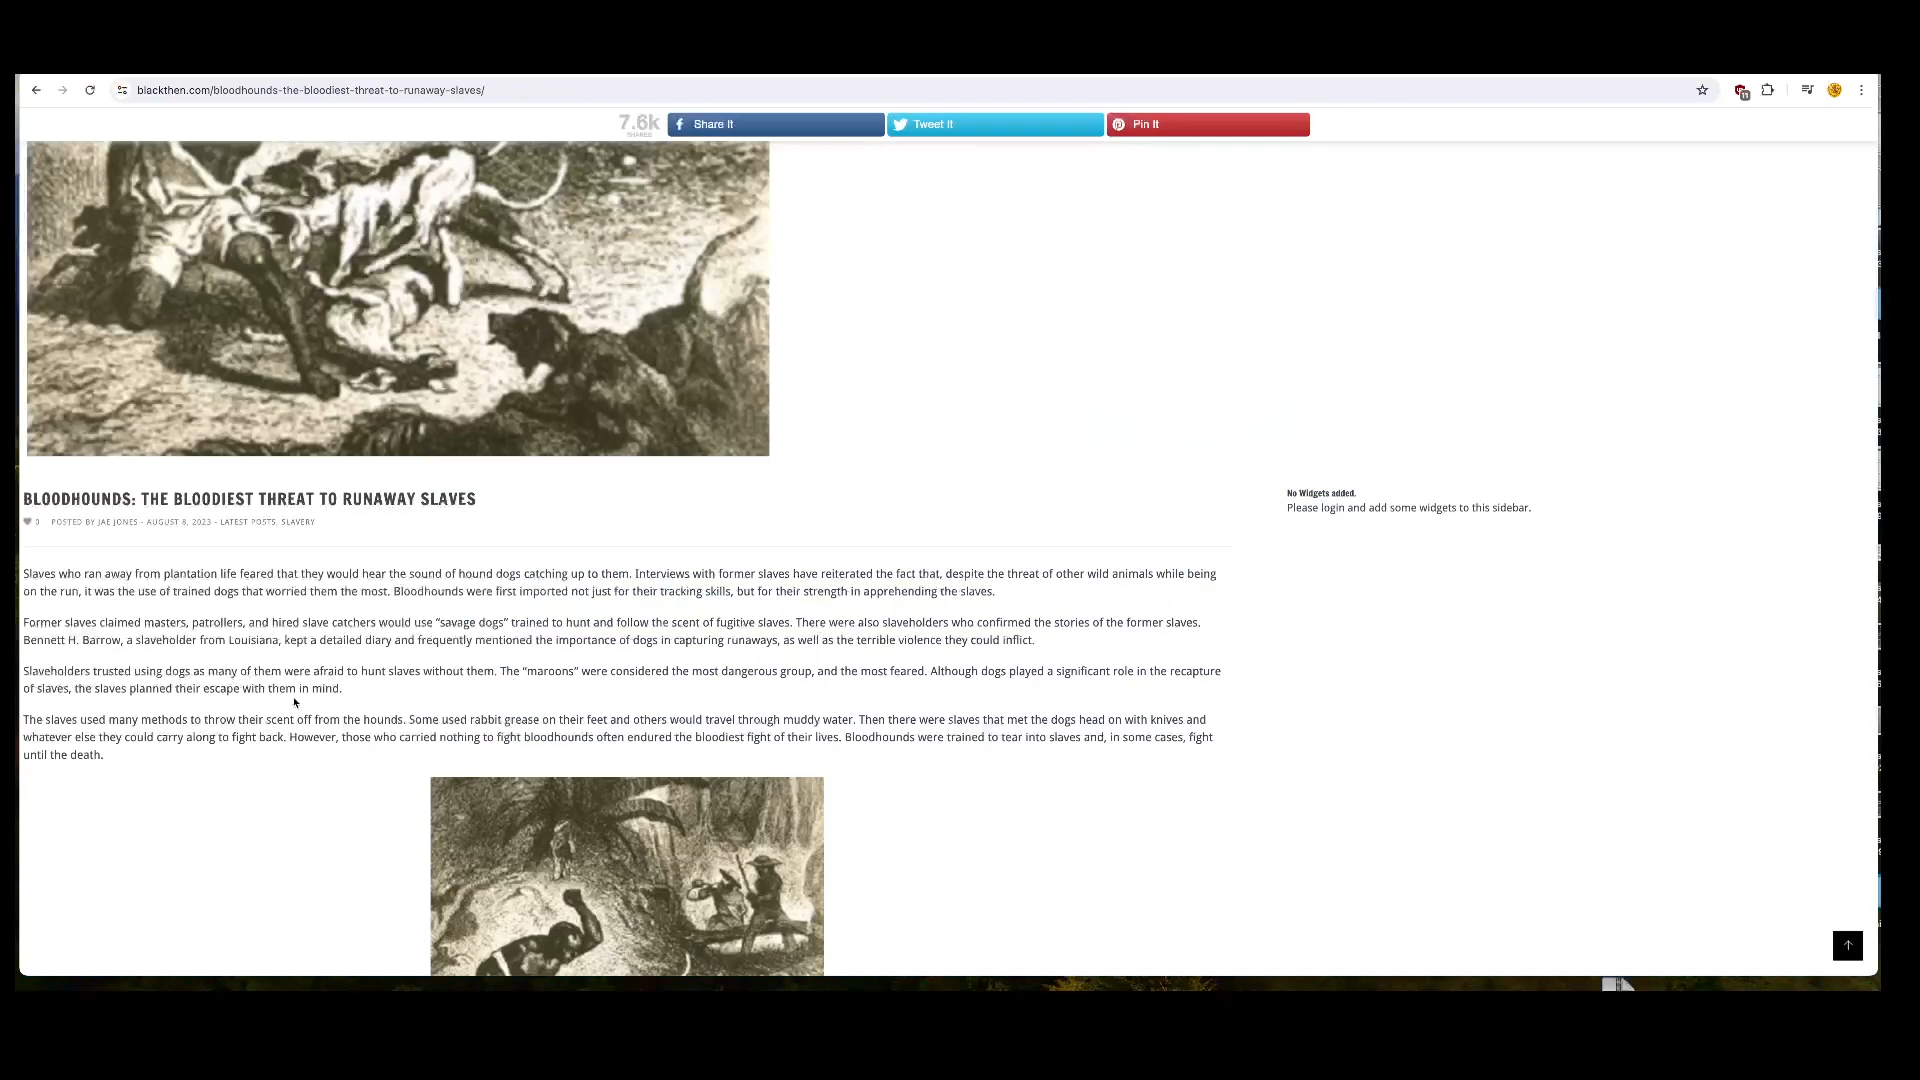 blackthen.com/bloodhounds-the-bloodiest-threat-to-runaway-slaves/
11
7.6k
SHARES
Share It
Tweet It
Pin It
BLOODHOUNDS: THE BLOODIEST THREAT TO RUNAWAY SLAVES
0 POSTED BY JAE JONES - AUGUST 8, 2023 - LATEST POSTS, SLAVERY
No Widgets added.
Please login and add some widgets to this sidebar.
Slaves who ran away from plantation life feared that they would hear the sound of hound dogs catching up to them. Interviews with former slaves have reiterated the fact that, despite the threat of other wild animals while being
on the run, it was the use of trained dogs that worried them the most. Bloodhounds were first imported not just for their tracking skills, but for their strength in apprehending the slaves.
Former slaves claimed masters, patrollers, and hired slave catchers would use “savage dogs” trained to hunt and follow the scent of fugitive slaves. There were also slaveholders who confirmed the stories of the former slaves.
Bennett H. Barrow, a slaveholder from Louisiana, kept a detailed diary and frequently mentioned the importance of dogs in capturing runaways, as well as the terrible violence they could inflict.
Slaveholders trusted using dogs as many of them were afraid to hunt slaves without them. The “maroons” were considered the most dangerous group, and the most feared. Although dogs played a significant role in the recapture
of slaves, the slaves planned their escape with them in mind.
The slaves used many methods to throw their scent off from the hounds. Some used rabbit grease on their feet and others would travel through muddy water. Then there were slaves that met the dogs head on with knives and
whatever else they could carry along to fight back. However, those who carried nothing to fight bloodhounds often endured the bloodiest fight of their lives. Bloodhounds were trained to tear into slaves and, in some cases, fight
until the death.